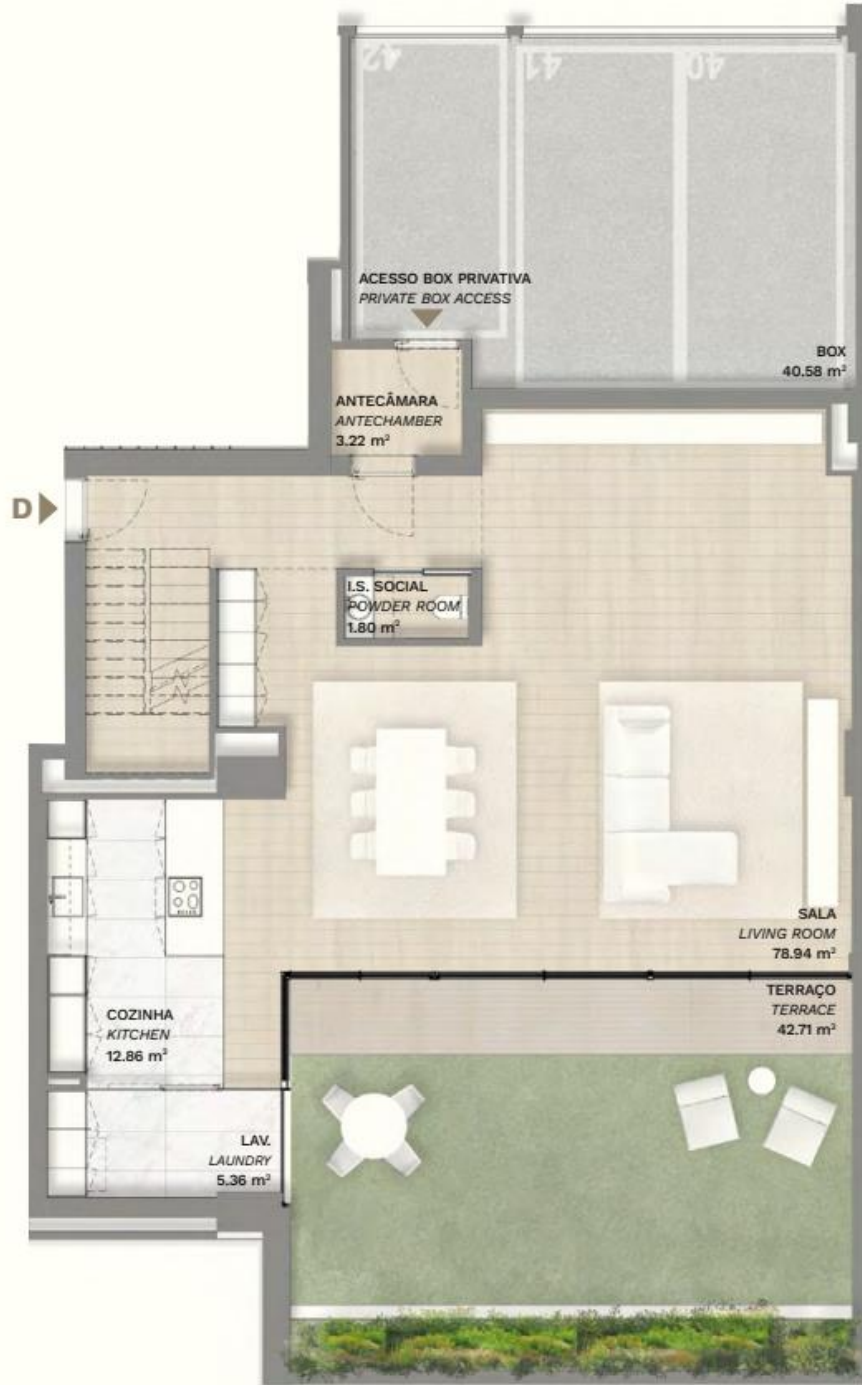 42
41
40
ACESSO BOX PRIVATIVA
PRIVATE BOX ACCESS
BOX
40.58 m²
ANTECÂMARA
ANTECHAMBER
3.22 m²
D
I.S. SOCIAL
POWDER ROOM
1.80 m²
SALA
LIVING ROOM
78.94 m²
TERRAÇO
TERRACE
42.71 m²
COZINHA
KITCHEN
12.86 m²
LAV.
LAUNDRY
5.36 m²